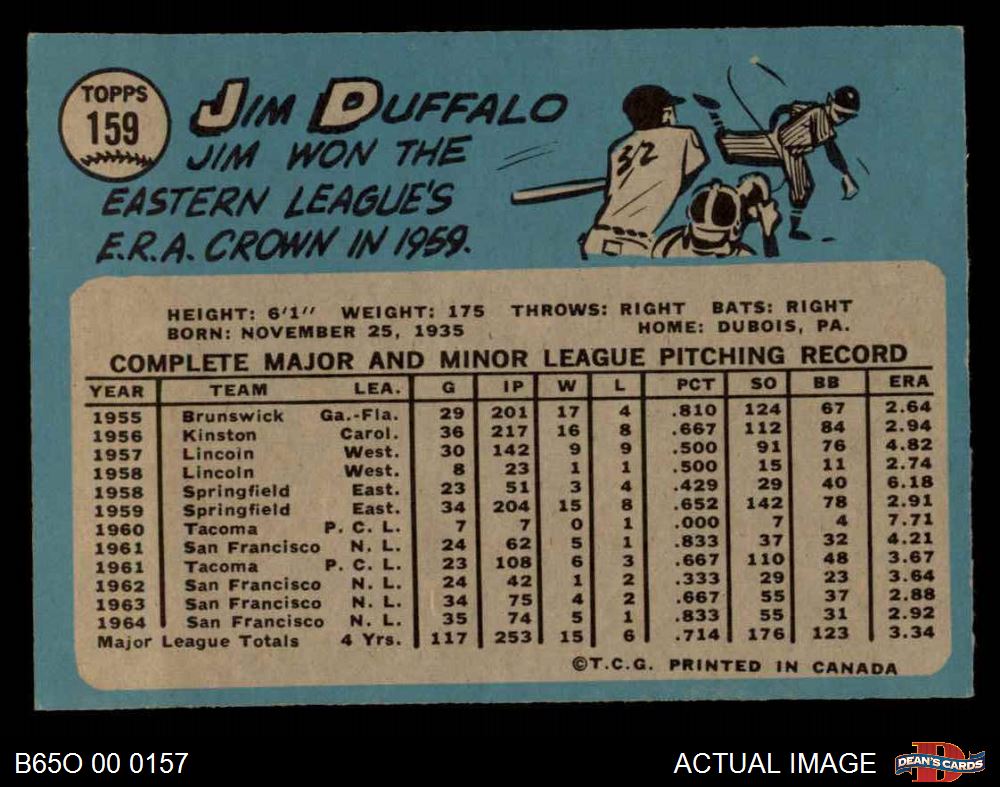 TOPPS
159
JIM DUFFALO
JIM WON THE
EASTERN LEAGUE'S
E.R.A. CROWN IN 1959.
32
HEIGHT: 6'1" WEIGHT: 175 THROWS: RIGHT BATS: RIGHT
BORN: NOVEMBER 25, 1935 HOME: DUBOIS, PA.
COMPLETE MAJOR AND MINOR LEAGUE PITCHING RECORD
YEAR TEAM LEA. G IP W L PCT SO BB ERA
1955 Brunswick Ga.-Fla. 29 201 17 4 .810 124 67 2.64
1956 Kinston Carol. 36 217 16 8 .667 112 84 2.94
1957 Lincoln West. 30 142 9 9 .500 91 76 4.82
1958 Lincoln West. 8 23 1 1 .500 15 11 2.74
1958 Springfield East. 23 51 3 4 .429 29 40 6.18
1959 Springfield East. 34 204 15 8 .652 142 78 2.91
1960 Tacoma P. C. L. 7 7 0 1 .000 7 4 7.71
1961 San Francisco N. L. 24 62 5 1 .833 37 32 4.21
1961 Tacoma P. C. L. 23 108 6 3 .667 110 48 3.67
1962 San Francisco N. L. 24 42 1 2 .333 29 23 3.64
1963 San Francisco N. L. 34 75 4 2 .667 55 37 2.88
1964 San Francisco N. L. 35 74 5 1 .833 55 31 2.92
Major League Totals 4 Yrs. 117 253 15 6 .714 176 123 3.34
©T.C.G. PRINTED IN CANADA
B65O 00 0157 ACTUAL IMAGE DEAN'S CARDS